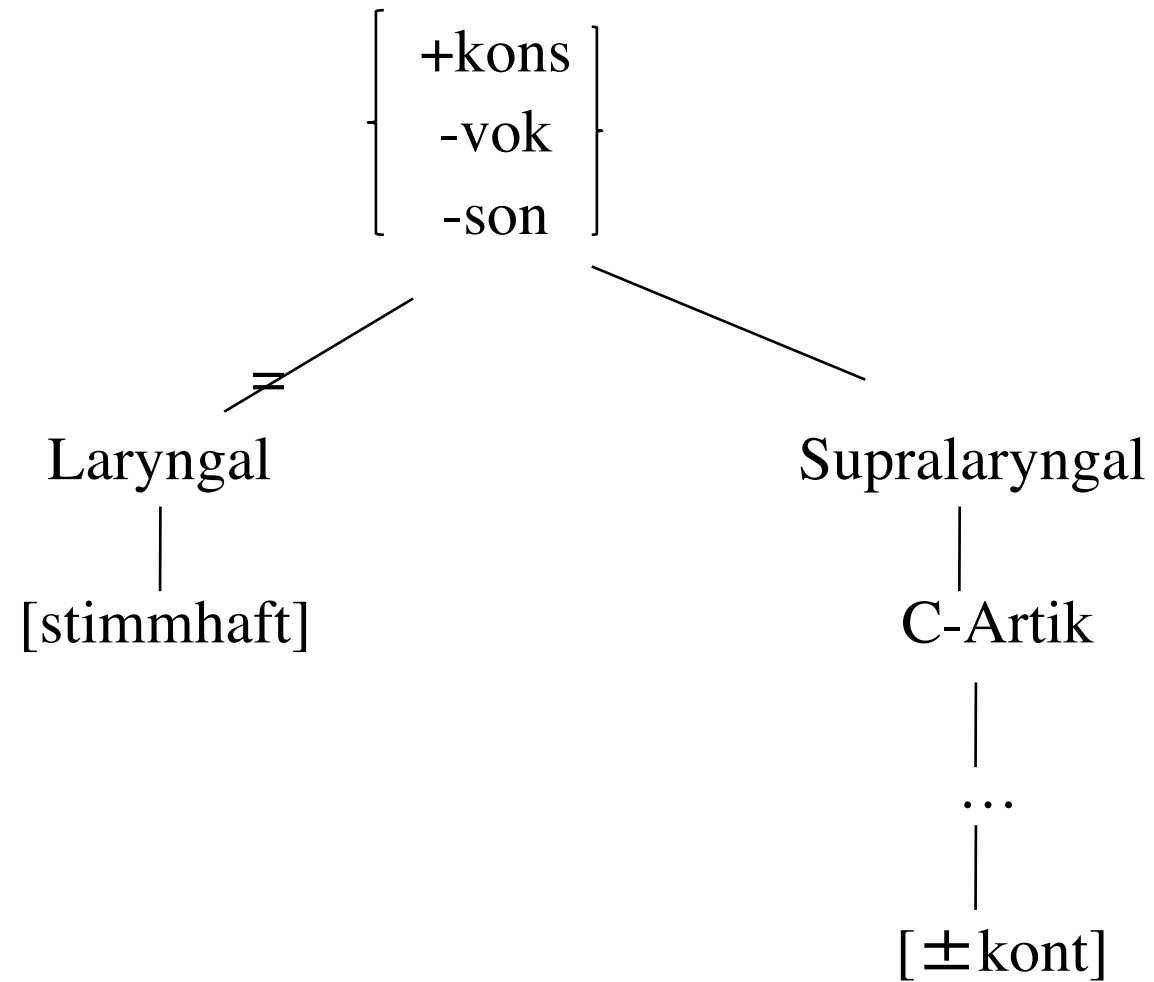 +kons
-vok
-son
=
Laryngal Supralaryngal
[stimmhaft] C-Artik
…
[±kont]